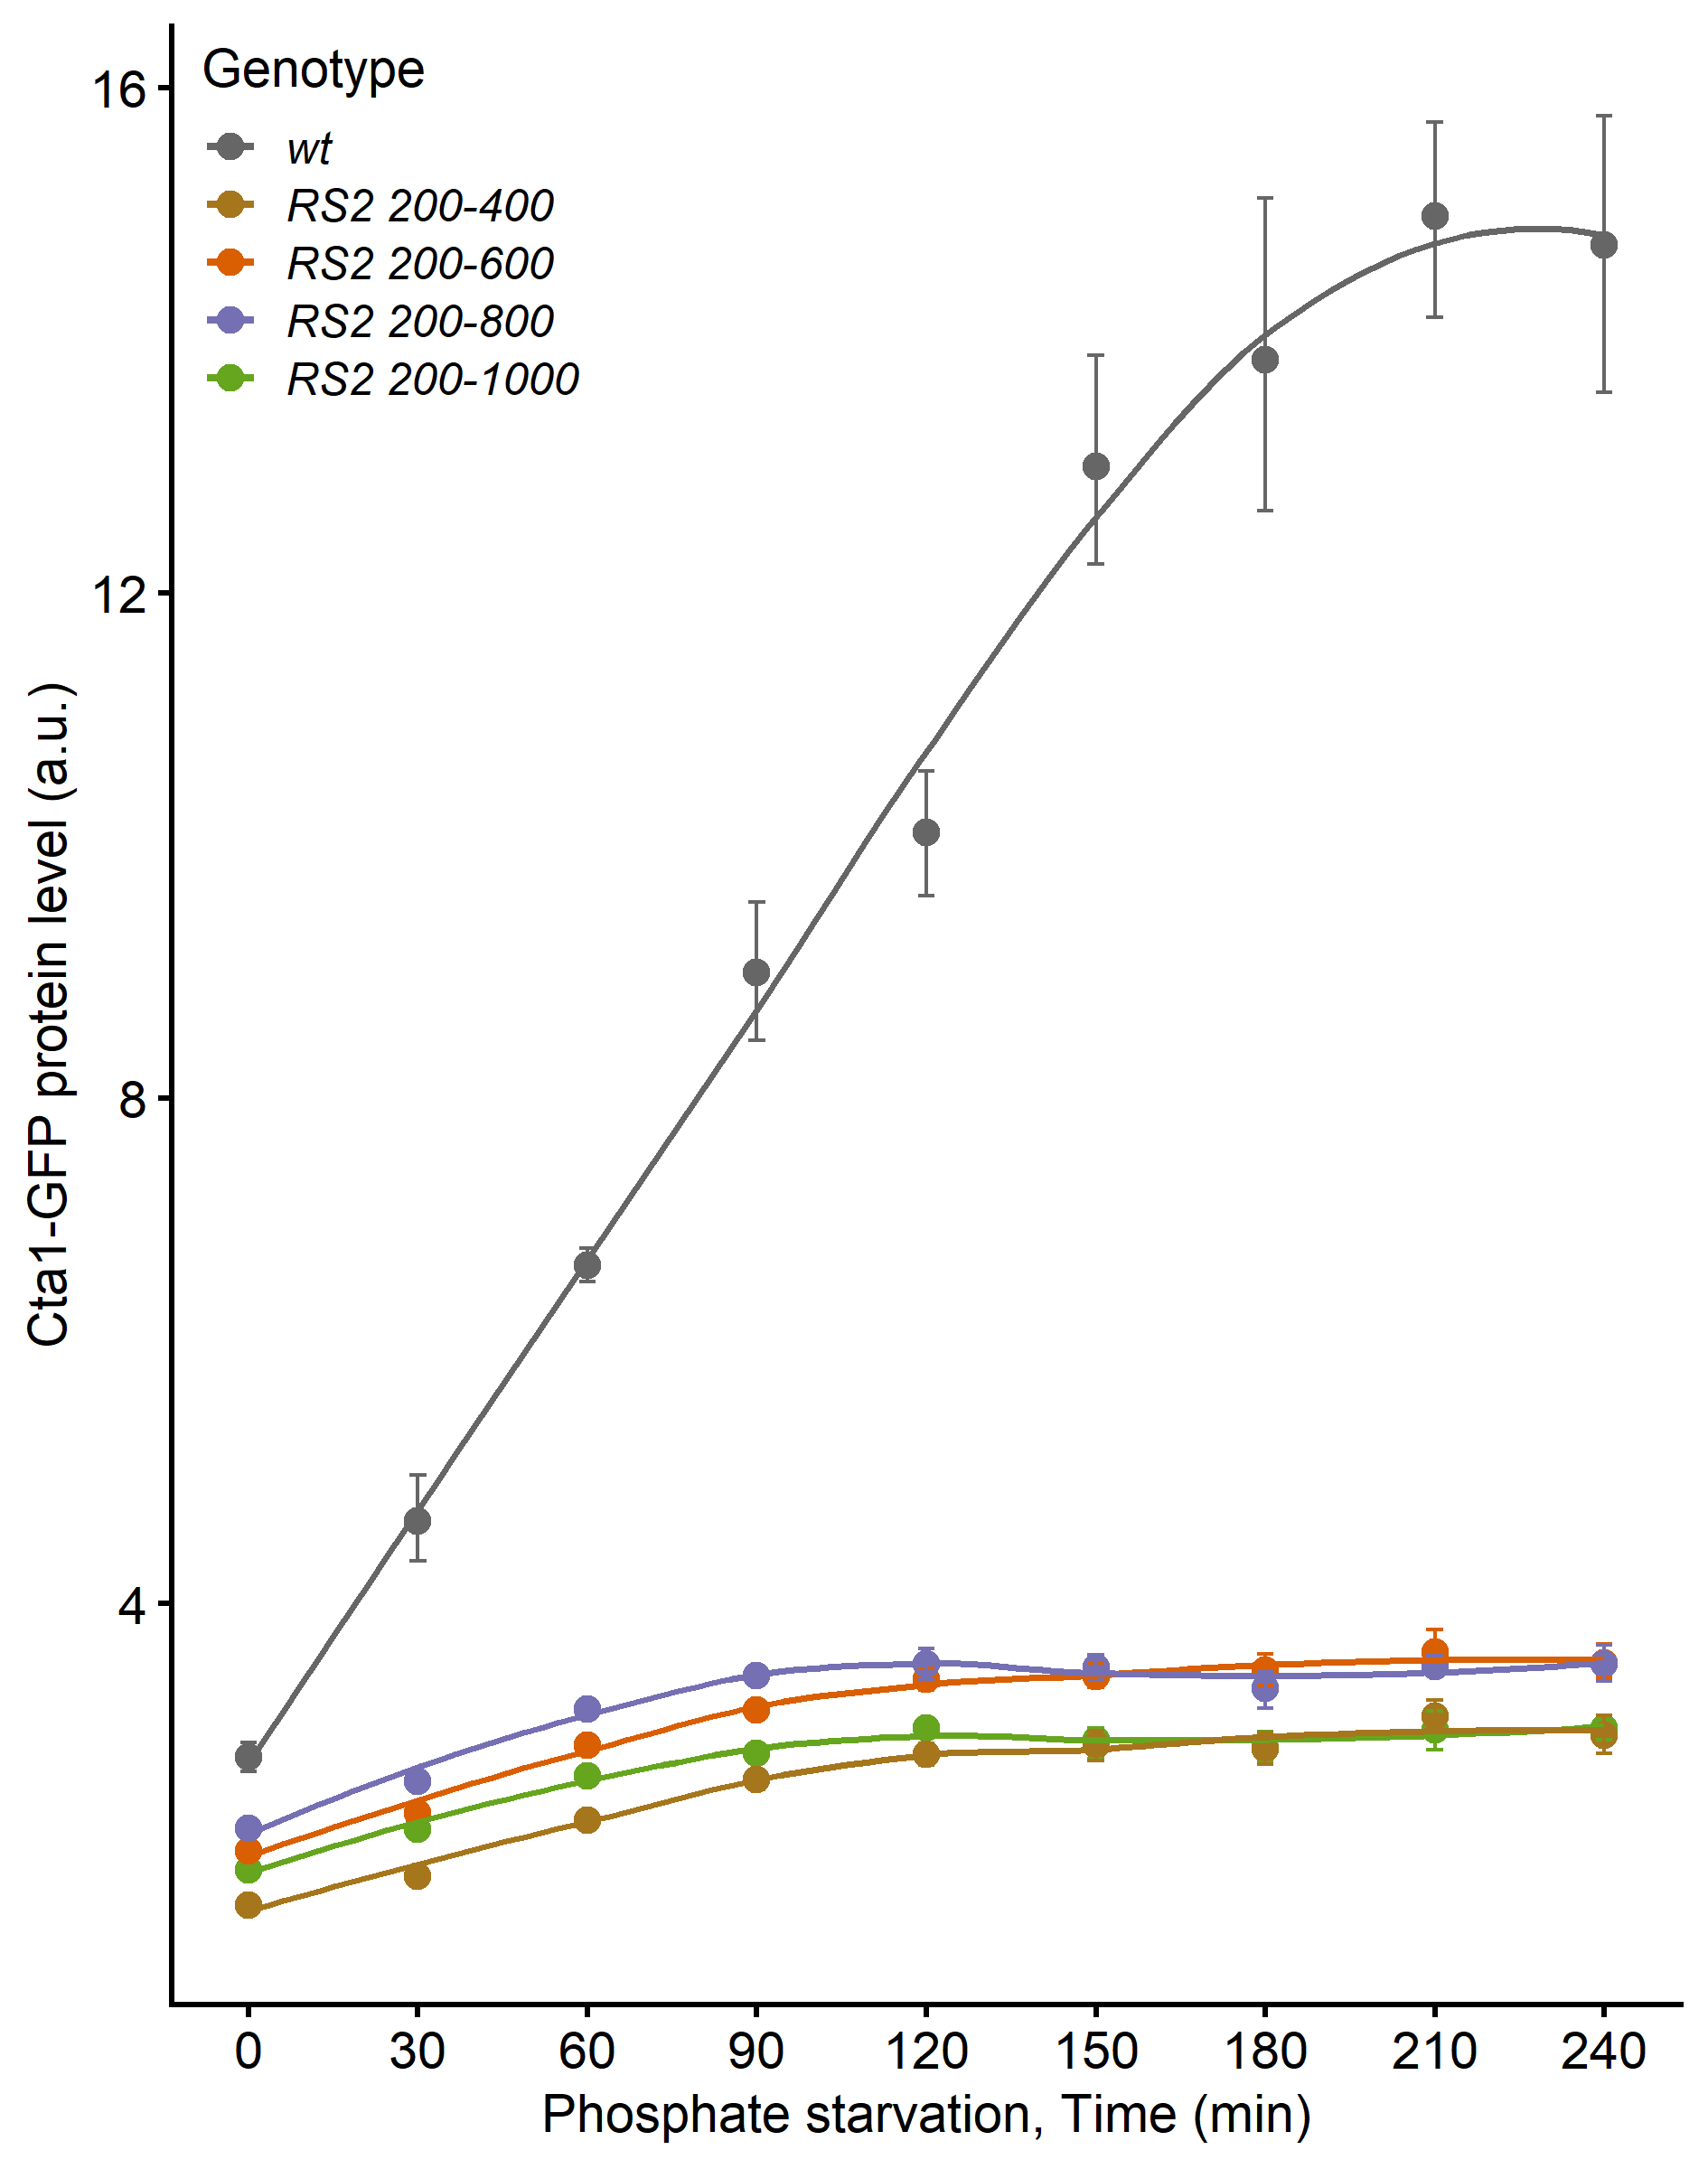 Genotype
wt
RS2 200-400
RS2 200-600
RS2 200-800
RS2 200-1000
16
12
8
4
Cta1-GFP protein level (a.u.)
0 30 60 90 120 150 180 210 240
Phosphate starvation, Time (min)